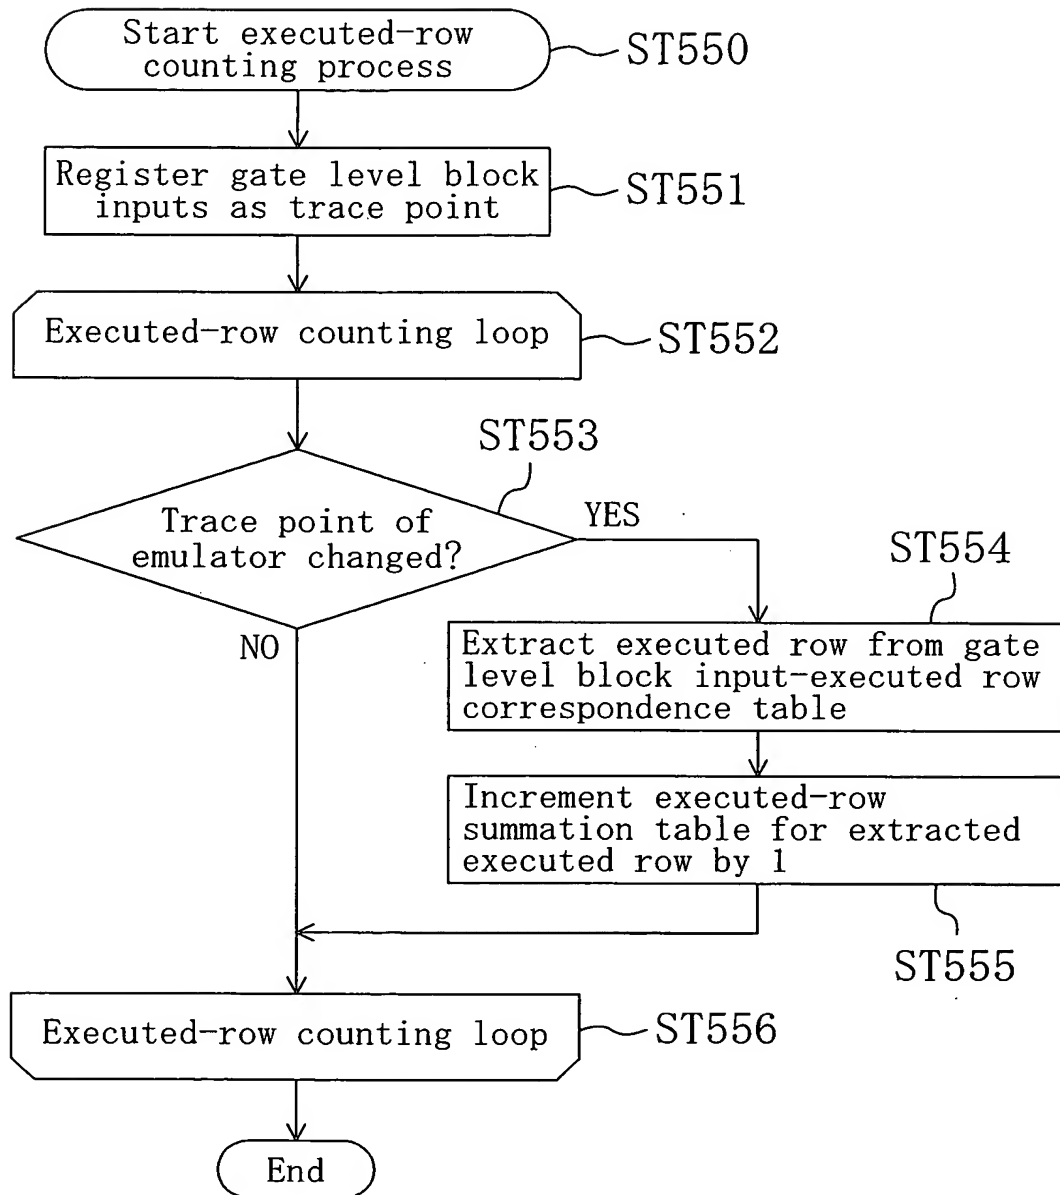 Start executed-row
counting process
ST550
Register gate level block
inputs as trace point
ST551
Executed-row counting loop
ST552
ST553
Trace point of
emulator changed?
YES
NO
ST554
Extract executed row from gate
level block input-executed row
correspondence table
Increment executed-row
summation table for extracted
executed row by 1
ST555
Executed-row counting loop
ST556
End